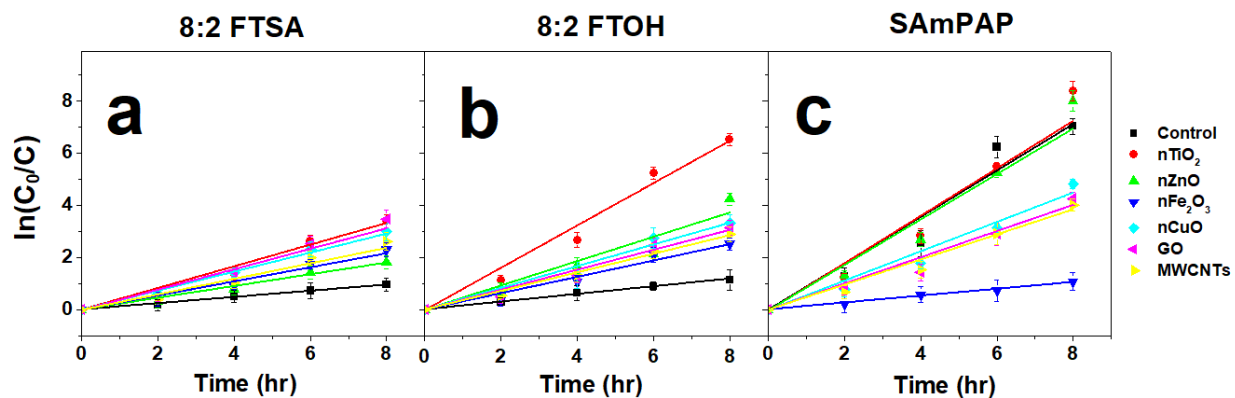 8:2 FTSA
8:2 FTOH
SAmPAP
a
b
c
ln(C₀/C)
8
6
4
2
0
0 2 4 6 8
0 2 4 6 8
0 2 4 6 8
Time (hr)
Time (hr)
Time (hr)
Control
nTiO₂
nZnO
nFe₂O₃
nCuO
GO
MWCNTs